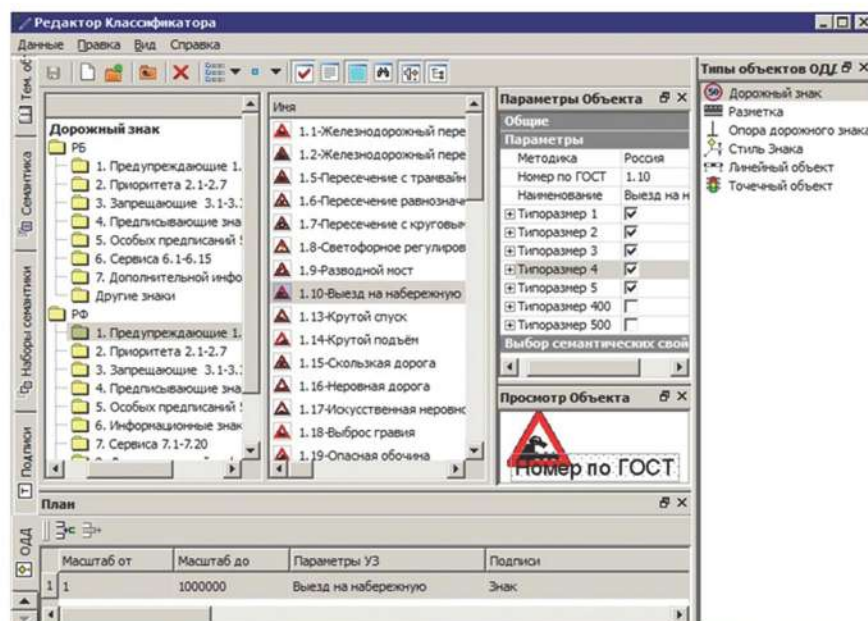 Редактор Классификатора
Данные Правка Вид Справка
Тем. об
Семантика
Наборы семантики
Подписи
ОДД
Дорожный знак
РБ
1. Предупреждающие 1.
2. Приоритета 2.1-2.7
3. Запрещающие 3.1-3.
4. Предписывающие зна
5. Особых предписаний
6. Сервиса 6.1-6.15
7. Дополнительной инфо
Другие знаки
РФ
1. Предупреждающие 1.
2. Приоритета 2.1-2.7
3. Запрещающие 3.1-3.
4. Предписывающие зна
5. Особых предписаний
6. Информационные знак
7. Сервиса 7.1-7.20
Имя
1.1-Железнодорожный пере
1.2-Железнодорожный пере
1.5-Пересечение с трамвайн
1.6-Пересечение равнознач
1.7-Пересечение с круговым
1.8-Светофорное регулиров
1.9-Разводной мост
1.10-Выезд на набережную
1.13-Крутой спуск
1.14-Крутой подъём
1.15-Скользкая дорога
1.16-Неровная дорога
1.17-Искусственная неровно
1.18-Выброс гравия
1.19-Опасная обочина
Параметры Объекта
Общие
Параметры
Методика Россия
Номер по ГОСТ 1.10
Наименование Выезд на н
Типоразмер 1
Типоразмер 2
Типоразмер 3
Типоразмер 4
Типоразмер 5
Типоразмер 400
Типоразмер 500
Выбор семантических свой
Просмотр Объекта
Номер по ГОСТ
Типы объектов ОДД
50 Дорожный знак
Разметка
Опора дорожного знака
Стиль Знака
Линейный объект
Точечный объект
План
Масштаб от Масштаб до Параметры УЗ Подписи
1 1 1000000 Выезд на набережную Знак